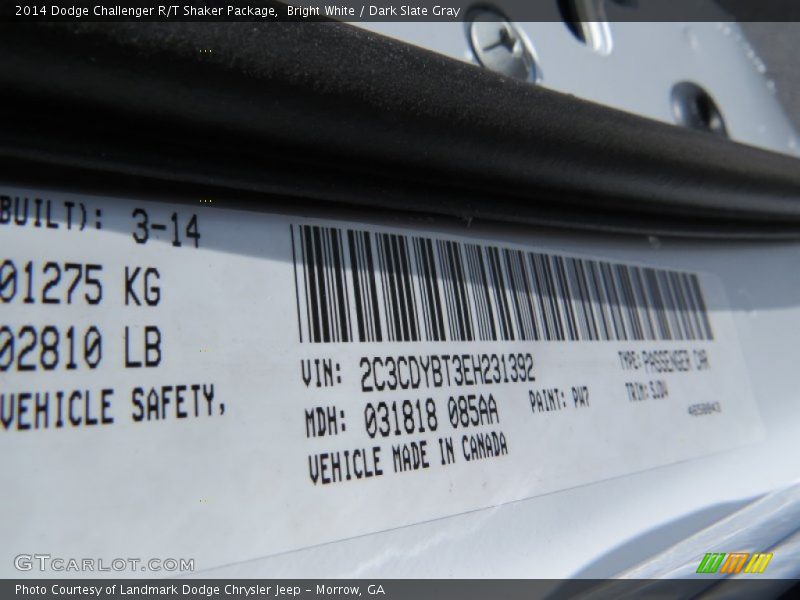 2014 Dodge Challenger R/T Shaker Package, Bright White / Dark Slate Gray
BUILT): 3-14
01275 KG
02810 LB
VEHICLE SAFETY,
VIN: 2C3CDYBT3EH231392
TYPE: PASSENGER CAR
MDH: 031818 085AA
PAINT: PW7
TRIM:
VEHICLE MADE IN CANADA
GTCARLOT.COM
Photo Courtesy of Landmark Dodge Chrysler Jeep – Morrow, GA